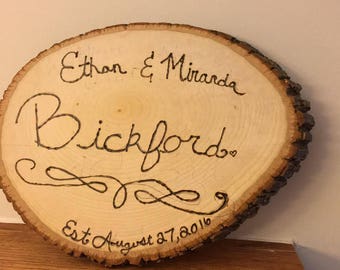 Ethan & Miranda
Bickford
Est August 27, 2016